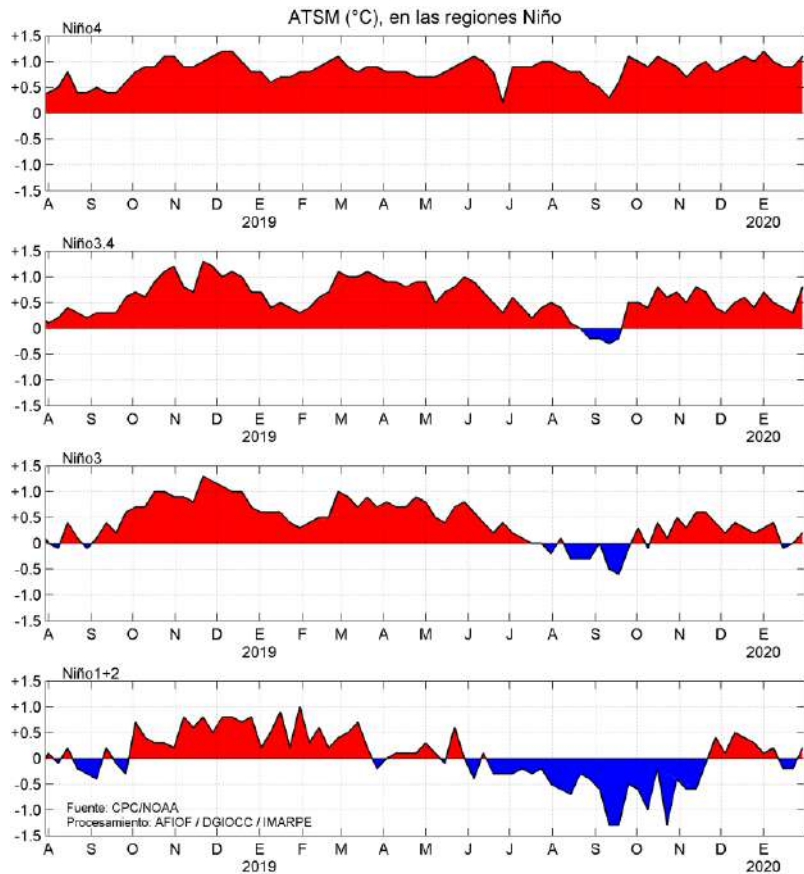 ATSM (°C), en las regiones Niño
Niño4
+1.5
+1.0
+0.5
0
-0.5
-1.0
-1.5
A S O N D E F M A M J J A S O N D E
2019 2020
Niño3.4
+1.5
+1.0
+0.5
0
-0.5
-1.0
-1.5
A S O N D E F M A M J J A S O N D E
2019 2020
Niño3
+1.5
+1.0
+0.5
0
-0.5
-1.0
-1.5
A S O N D E F M A M J J A S O N D E
2019 2020
Niño1+2
+1.5
+1.0
+0.5
0
-0.5
-1.0
-1.5
Fuente: CPC/NOAA
Procesamiento: AFIOF / DGIOCC / IMARPE
A S O N D E F M A M J J A S O N D E
2019 2020